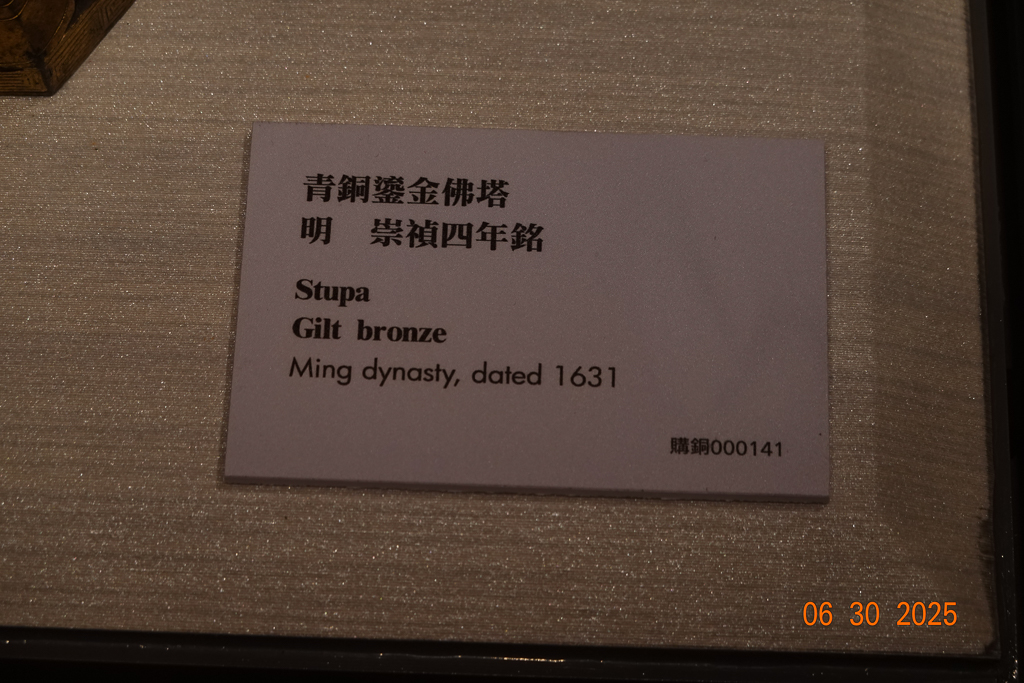 青銅鎏金佛塔
明　崇禎四年銘
Stupa
Gilt bronze
Ming dynasty, dated 1631
購銅000141
06 30 2025